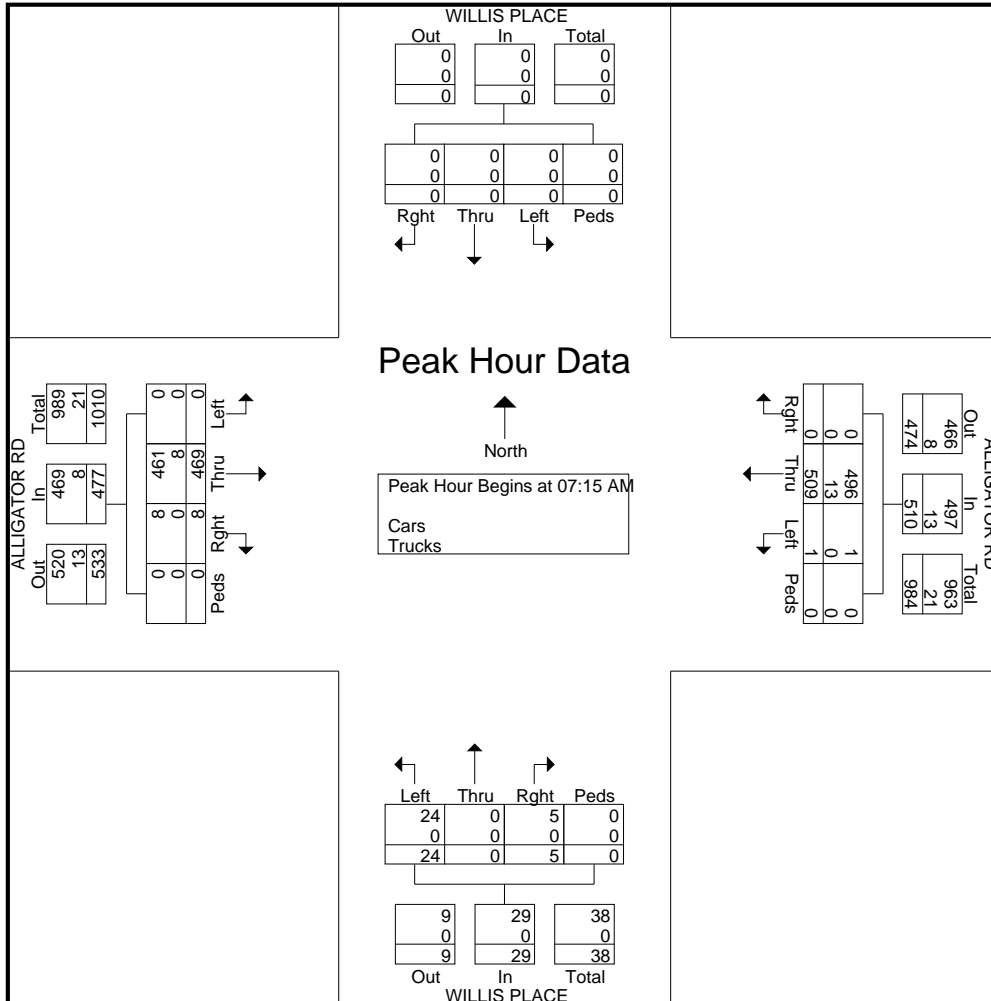 WILLIS PLACE
Out In Total
0 0 0
0 0 0
0 0 0
0 0 0 0
0 0 0 0
0 0 0 0
Rght Thru Left Peds
Peak Hour Data
North
Peak Hour Begins at 07:15 AM
Cars
Trucks
ALLIGATOR RD
Out In Total
520 469 989
13 8 21
533 477 1010
0 8 461 0
0 0 8 0
0 8 469 0
Peds Rght Thru Left
ALLIGATOR RD
Out In Total
466 497 963
8 13 21
474 510 984
0 496 1 0
0 13 0 0
0 509 1 0
Rght Thru Left Peds
Left Thru Rght Peds
24 0 5 0
0 0 0 0
24 0 5 0
9 29 38
0 0 0
9 29 38
Out In Total
WILLIS PLACE